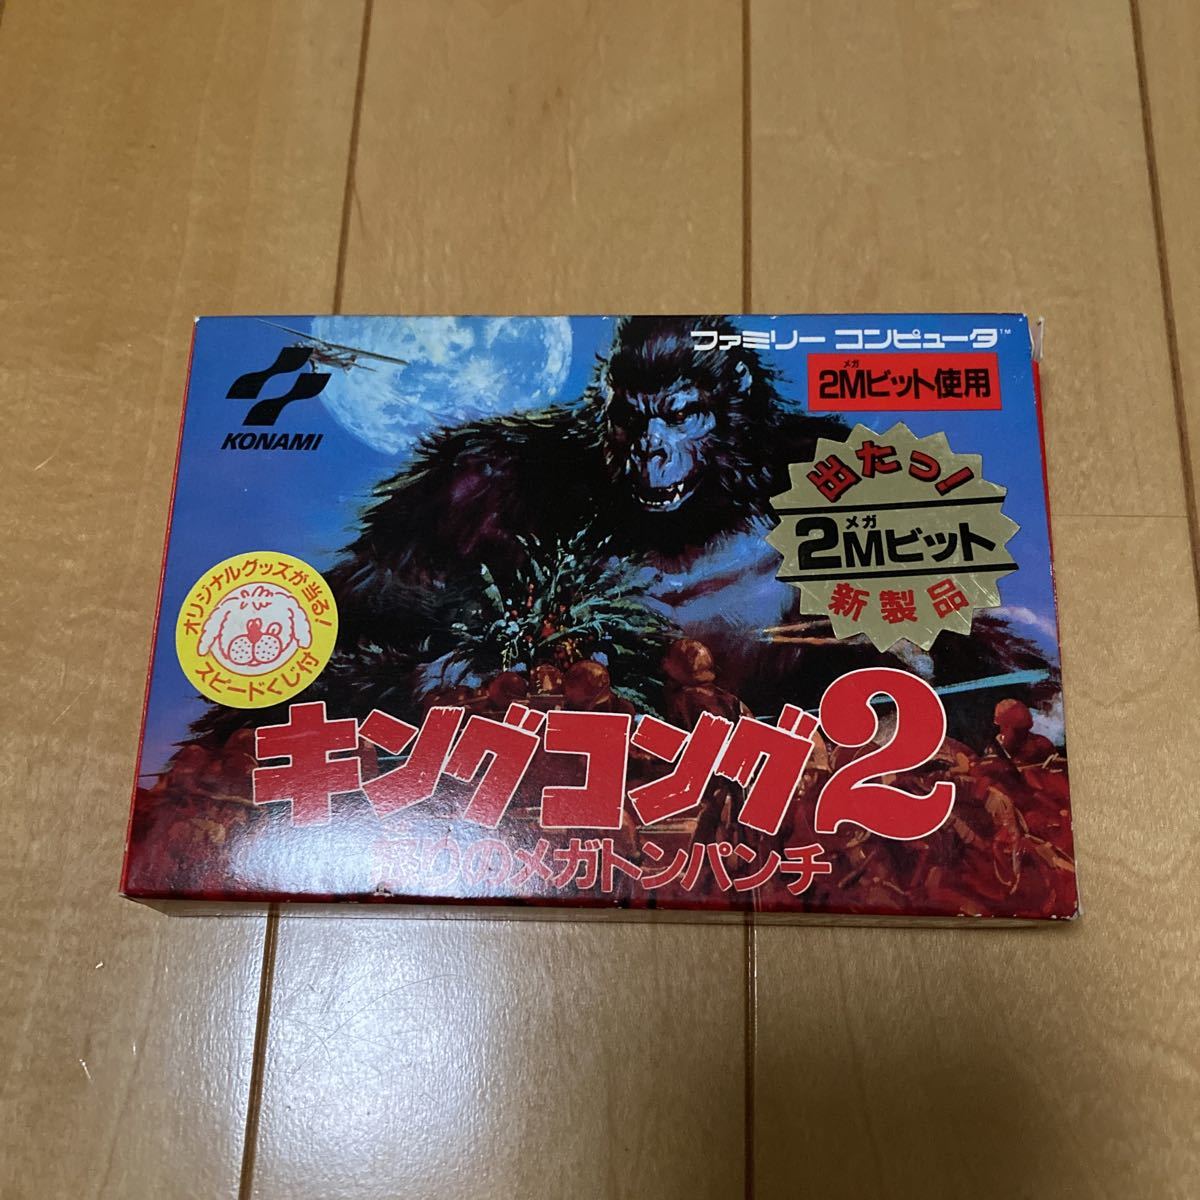 ファミリー コンピュータ™
メガ
2Mビット使用
KONAMI
出たっ!
メガ
2Mビット
新製品
オリジナルグッズが当る!
スピードくじ付
キングコング2
怒りのメガトンパンチ